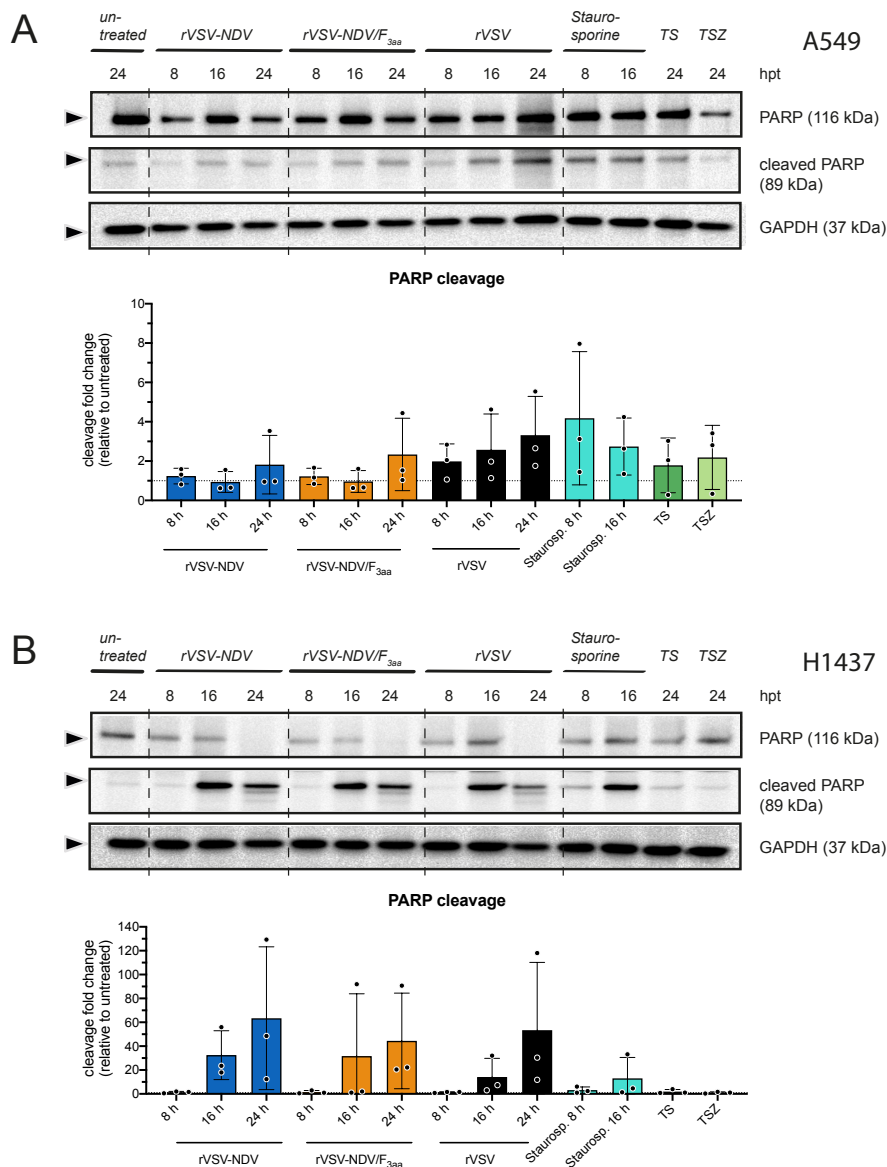 A
un-
treated
rVSV-NDV
rVSV-NDV/F3aa
rVSV
Stauro-
sporine
TS
TSZ
A549
24 8 16 24 8 16 24 8 16 24 8 16 24 24 hpt
PARP (116 kDa)
cleaved PARP
(89 kDa)
GAPDH (37 kDa)
PARP cleavage
cleavage fold change
(relative to untreated)
10
8
6
4
2
0
8 h 16 h 24 h 8 h 16 h 24 h 8 h 16 h 24 h Staurosp. 8 h Staurosp. 16 h TS TSZ
rVSV-NDV rVSV-NDV/F3aa rVSV
B
un-
treated
rVSV-NDV
rVSV-NDV/F3aa
rVSV
Stauro-
sporine
TS
TSZ
H1437
24 8 16 24 8 16 24 8 16 24 8 16 24 24 hpt
PARP (116 kDa)
cleaved PARP
(89 kDa)
GAPDH (37 kDa)
PARP cleavage
cleavage fold change
(relative to untreated)
140
120
100
80
60
40
20
0
8 h 16 h 24 h 8 h 16 h 24 h 8 h 16 h 24 h Staurosp. 8 h Staurosp. 16 h TS TSZ
rVSV-NDV rVSV-NDV/F3aa rVSV